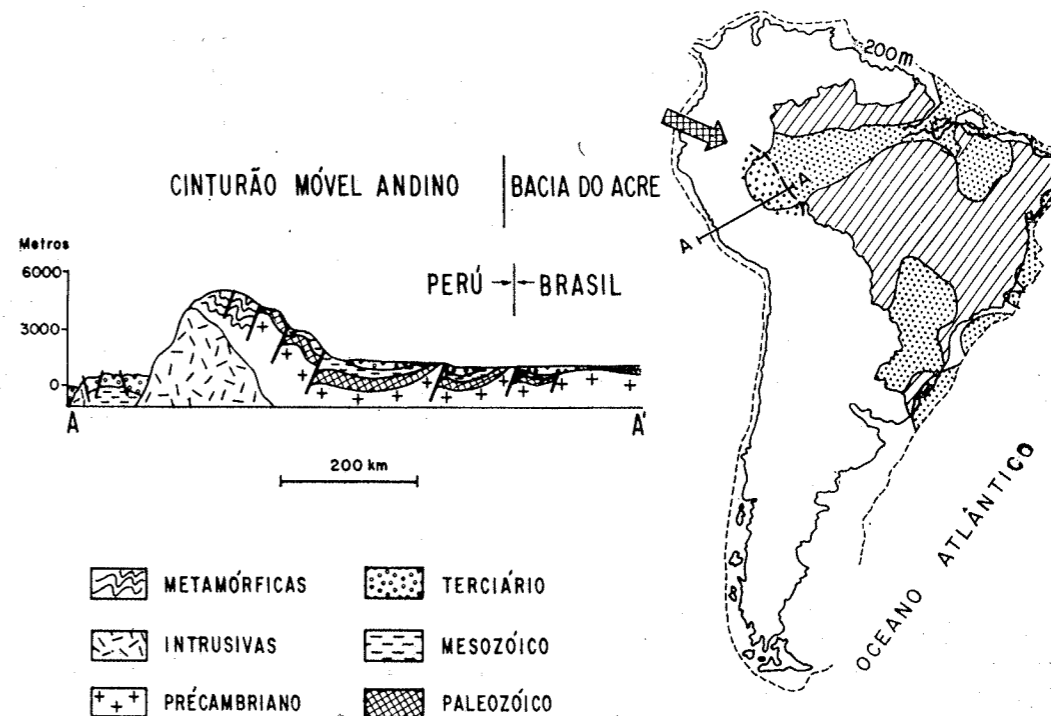 CINTURÃO MÓVEL ANDINO
BACIA DO ACRE
PERÚ
BRASIL
Metros
6000
3000
0
A
A'
200 km
METAMÓRFICAS
INTRUSIVAS
PRÉCAMBRIANO
TERCIÁRIO
MESOZÓICO
PALEOZÓICO
200m
A'
A
OCEANO ATLÂNTICO